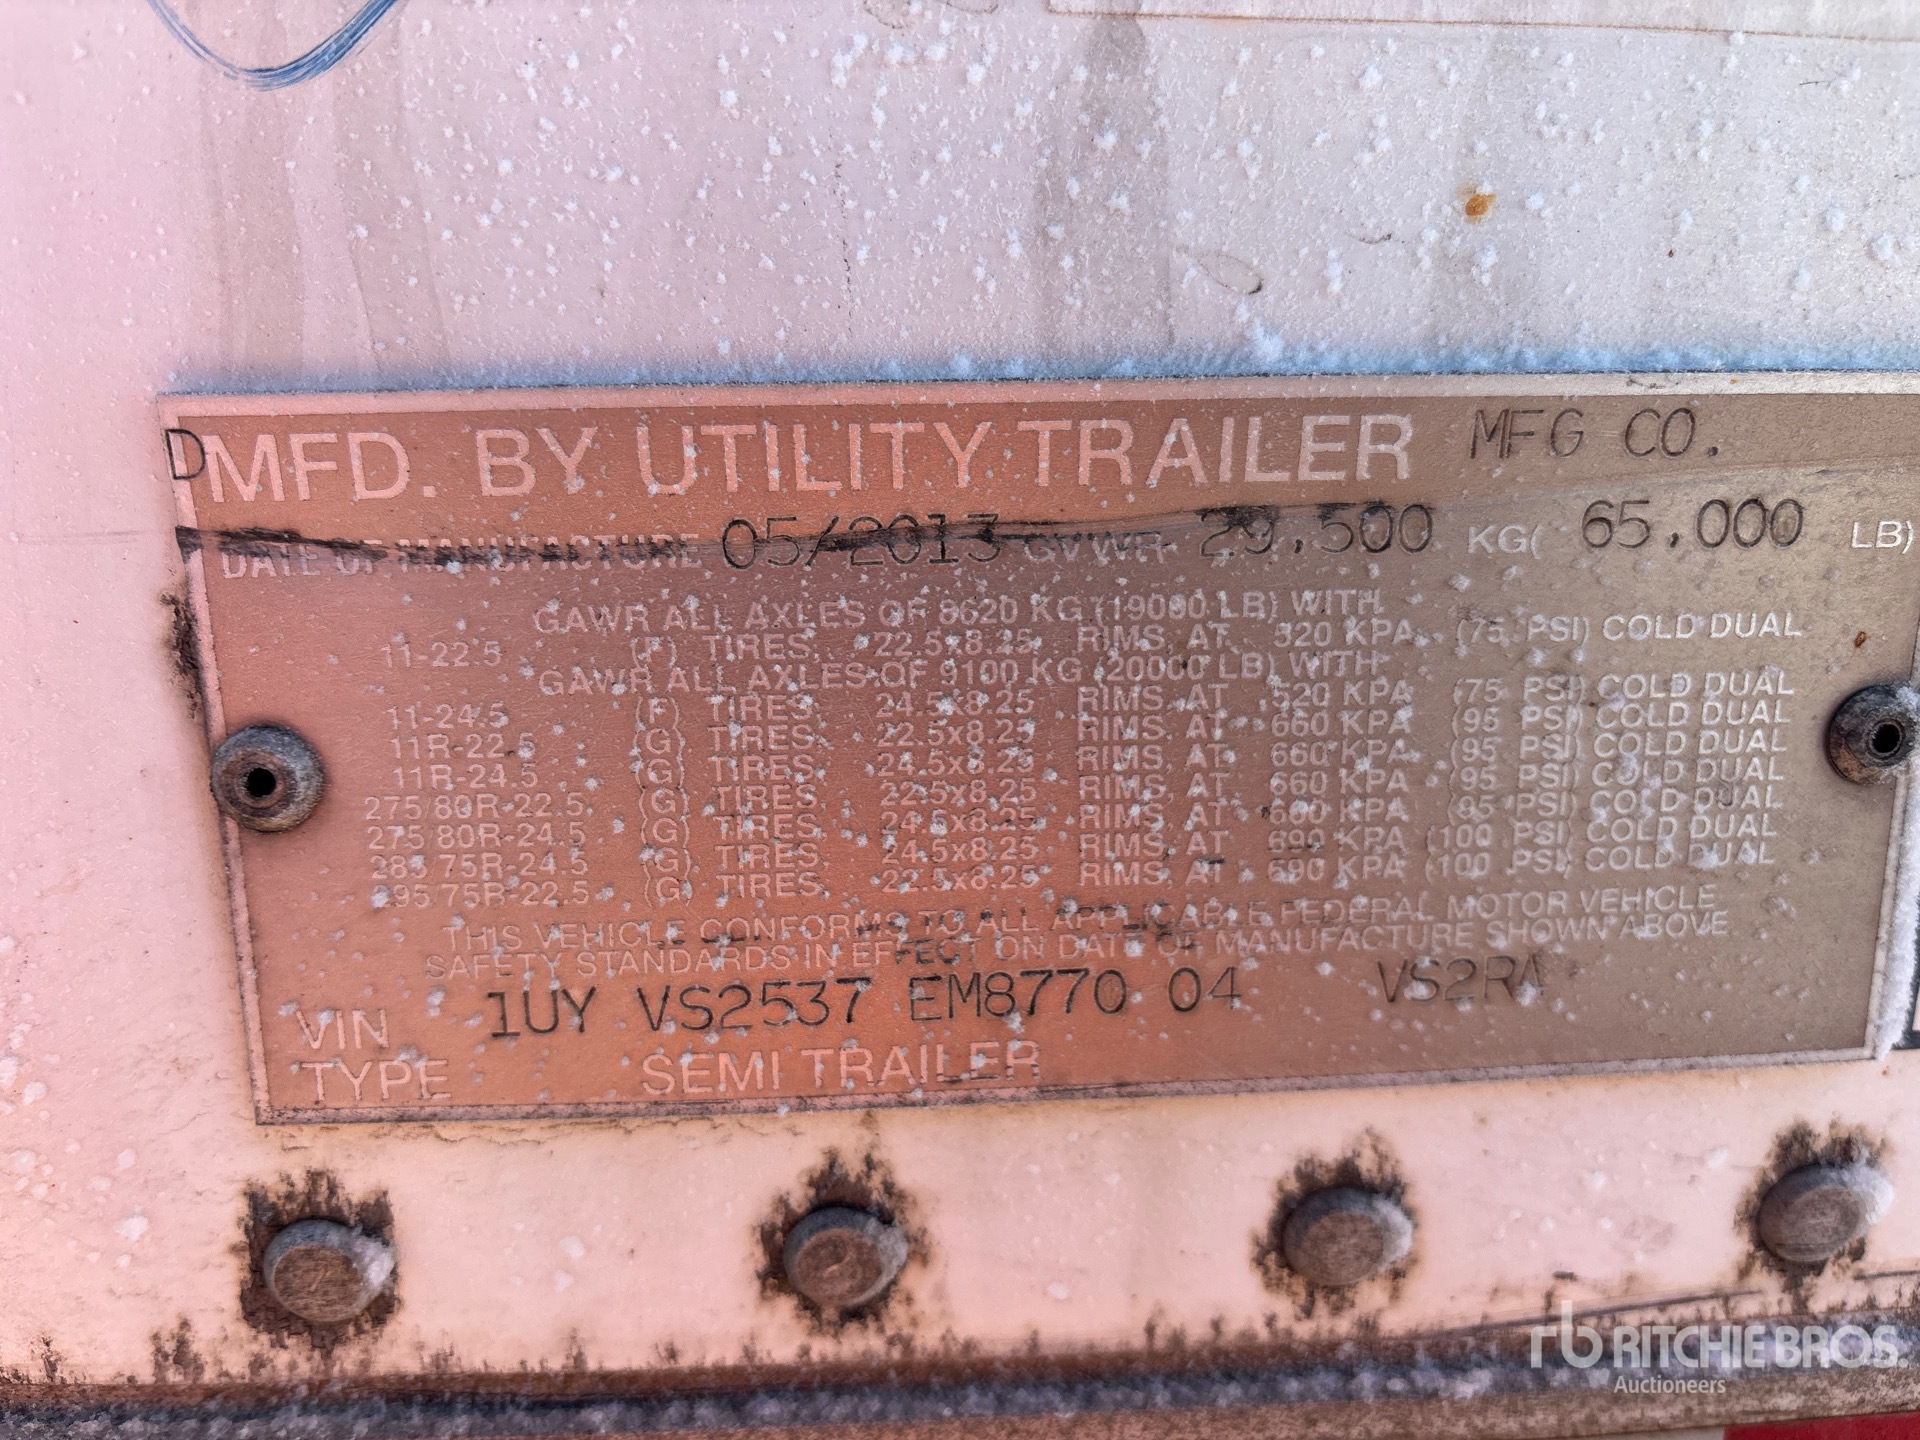 D MFD. BY UTILITY TRAILER MFG CO.
DATE OF MANUFACTURE 05/2013 GVWR 29,500 KG( 65,000 LB)
GAWR ALL AXLES OF 8620 KG (19000 LB) WITH
11-22.5 (F) TIRES, 22.5x8.25 RIMS, AT 520 KPA (75 PSI) COLD DUAL
GAWR ALL AXLES OF 9100 KG (20000 LB) WITH
11-24.5 (F) TIRES, 24.5x8.25 RIMS, AT 520 KPA (75 PSI) COLD DUAL
11R-22.5 (G) TIRES, 22.5x8.25 RIMS, AT 660 KPA (95 PSI) COLD DUAL
11R-24.5 (G) TIRES, 24.5x8.25 RIMS, AT 660 KPA (95 PSI) COLD DUAL
275/80R-22.5 (G) TIRES, 22.5x8.25 RIMS, AT 660 KPA (95 PSI) COLD DUAL
275/80R-24.5 (G) TIRES, 24.5x8.25 RIMS, AT 660 KPA (95 PSI) COLD DUAL
285/75R-24.5 (G) TIRES, 24.5x8.25 RIMS, AT 690 KPA (100 PSI) COLD DUAL
295/75R-22.5 (G) TIRES, 22.5x8.25 RIMS, AT 690 KPA (100 PSI) COLD DUAL
THIS VEHICLE CONFORMS TO ALL APPLICABLE FEDERAL MOTOR VEHICLE
SAFETY STANDARDS IN EFFECT ON DATE OF MANUFACTURE SHOWN ABOVE
VIN 1UY VS2537 EM8770 04 VS2RA
TYPE SEMI TRAILER
rb RITCHIE BROS.
Auctioneers